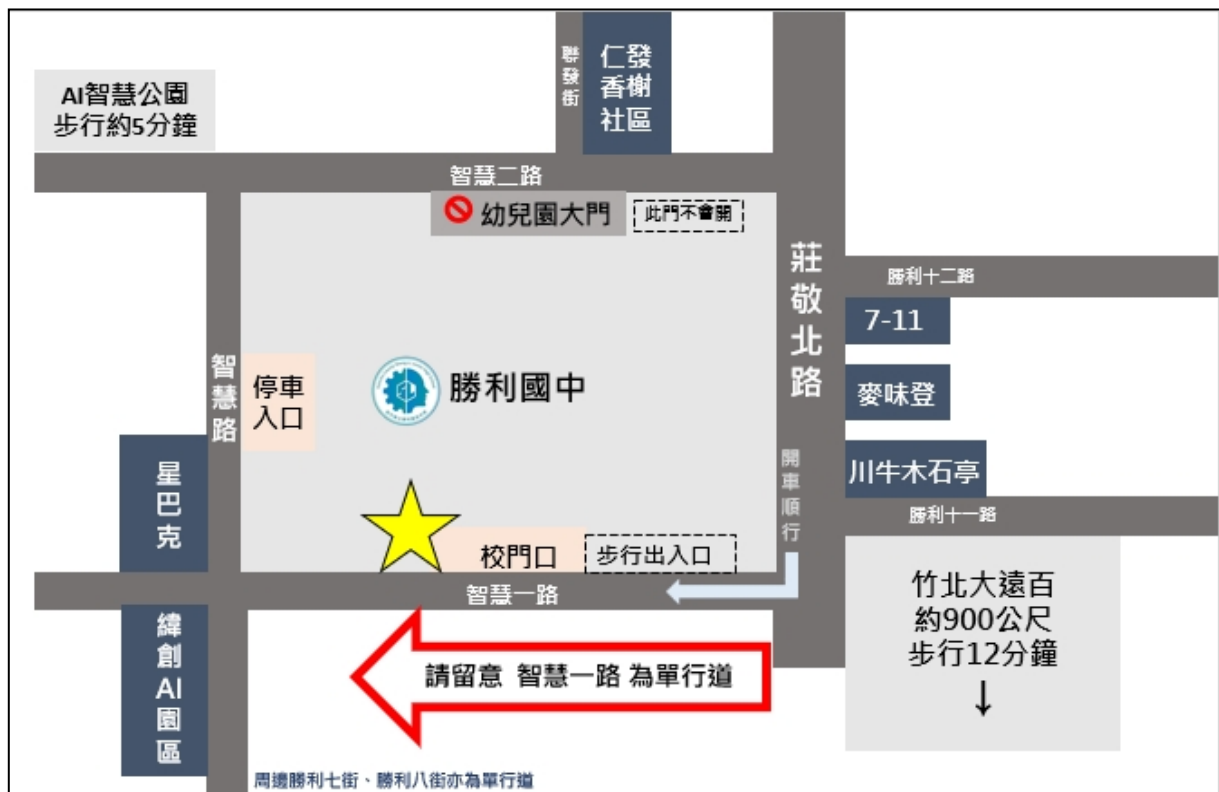 聯發街
仁發
香榭
社區
AI智慧公園
步行約5分鐘
智慧二路
幼兒園大門
此門不會開
莊敬北路
勝利十二路
7-11
麥味登
川牛木石亭
勝利十一路
智慧路
停車
入口
勝利國中
星巴克
開車順行
校門口
步行出入口
智慧一路
緯創AI園區
請留意 智慧一路 為單行道
竹北大遠百
約900公尺
步行12分鐘
↓
周邊勝利七街、勝利八街亦為單行道